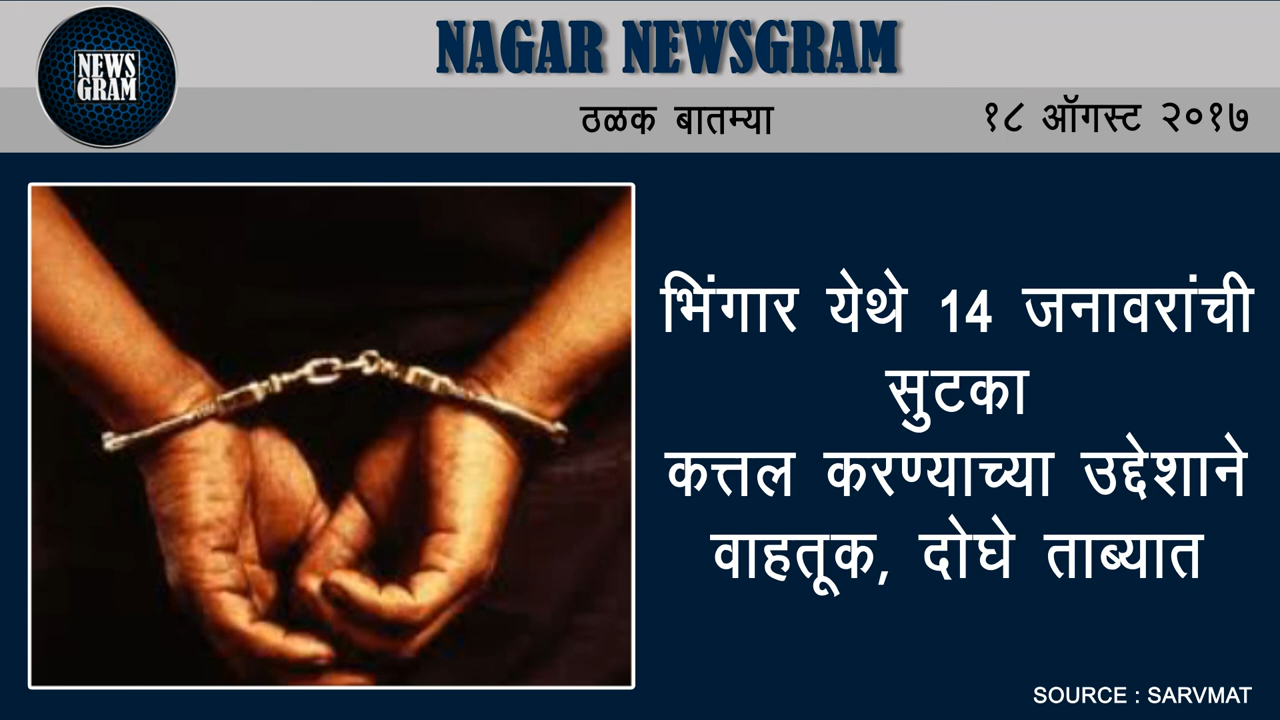 NEWS
GRAM
NAGAR NEWSGRAM
ठळक बातम्या
१८ ऑगस्ट २०१७
भिंगार येथे 14 जनावरांची
सुटका
कत्तल करण्याच्या उद्देशाने
वाहतूक, दोघे ताब्यात
SOURCE : SARVMAT